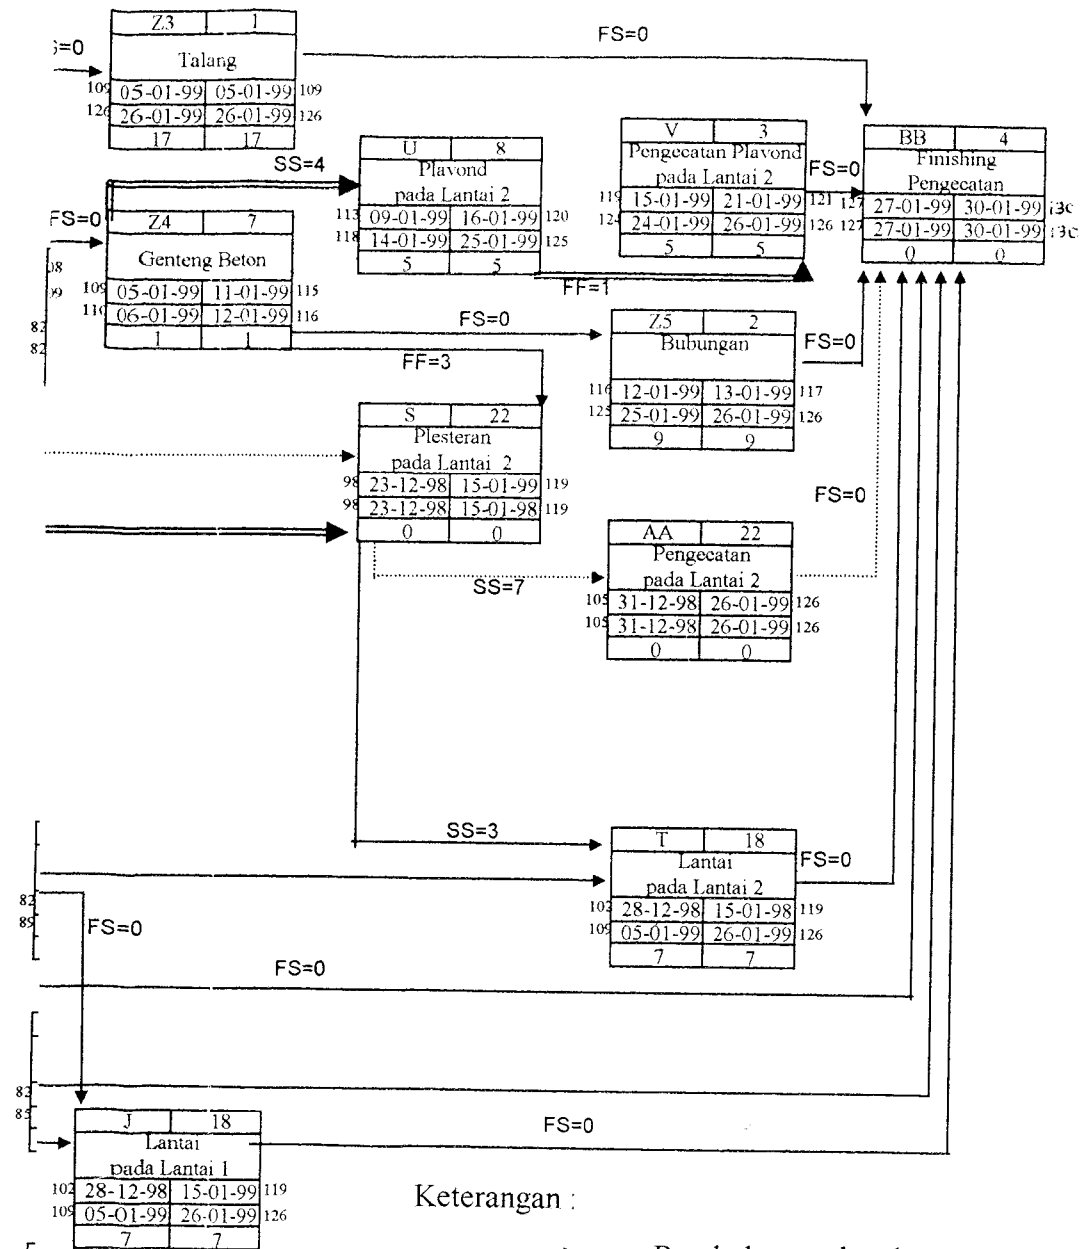 Z3 1
Talang
109 05-01-99 05-01-99 109
126 26-01-99 26-01-99 126
17 17
=0
FS=0
SS=4
U 8
Plavond
pada Lantai 2
113 09-01-99 16-01-99 120
118 14-01-99 25-01-99 125
5 5
V 3
Pengecatan Plavond
pada Lantai 2
119 15-01-99 21-01-99 121
124 24-01-99 26-01-99 126
5 5
FS=0
BB 4
Finishing
Pengecatan
127 27-01-99 30-01-99 130
127 27-01-99 30-01-99 130
0 0
FS=0
Z4 7
Genteng Beton
109 05-01-99 11-01-99 115
110 06-01-99 12-01-99 116
1 1
08
09
82
82
FF=1
FS=0
FF=3
Z5 2
Bubungan
116 12-01-99 13-01-99 117
125 25-01-99 26-01-99 126
9 9
FS=0
S 22
Plesteran
pada Lantai 2
98 23-12-98 15-01-99 119
98 23-12-98 15-01-98 119
0 0
FS=0
SS=7
AA 22
Pengecatan
pada Lantai 2
105 31-12-98 26-01-99 126
105 31-12-98 26-01-99 126
0 0
SS=3
T 18
Lantai
pada Lantai 2
102 28-12-98 15-01-98 119
109 05-01-99 26-01-99 126
7 7
FS=0
82
89
FS=0
FS=0
82
85
J 18
Lantai
pada Lantai 1
102 28-12-98 15-01-99 119
109 05-01-99 26-01-99 126
7 7
FS=0
Keterangan :